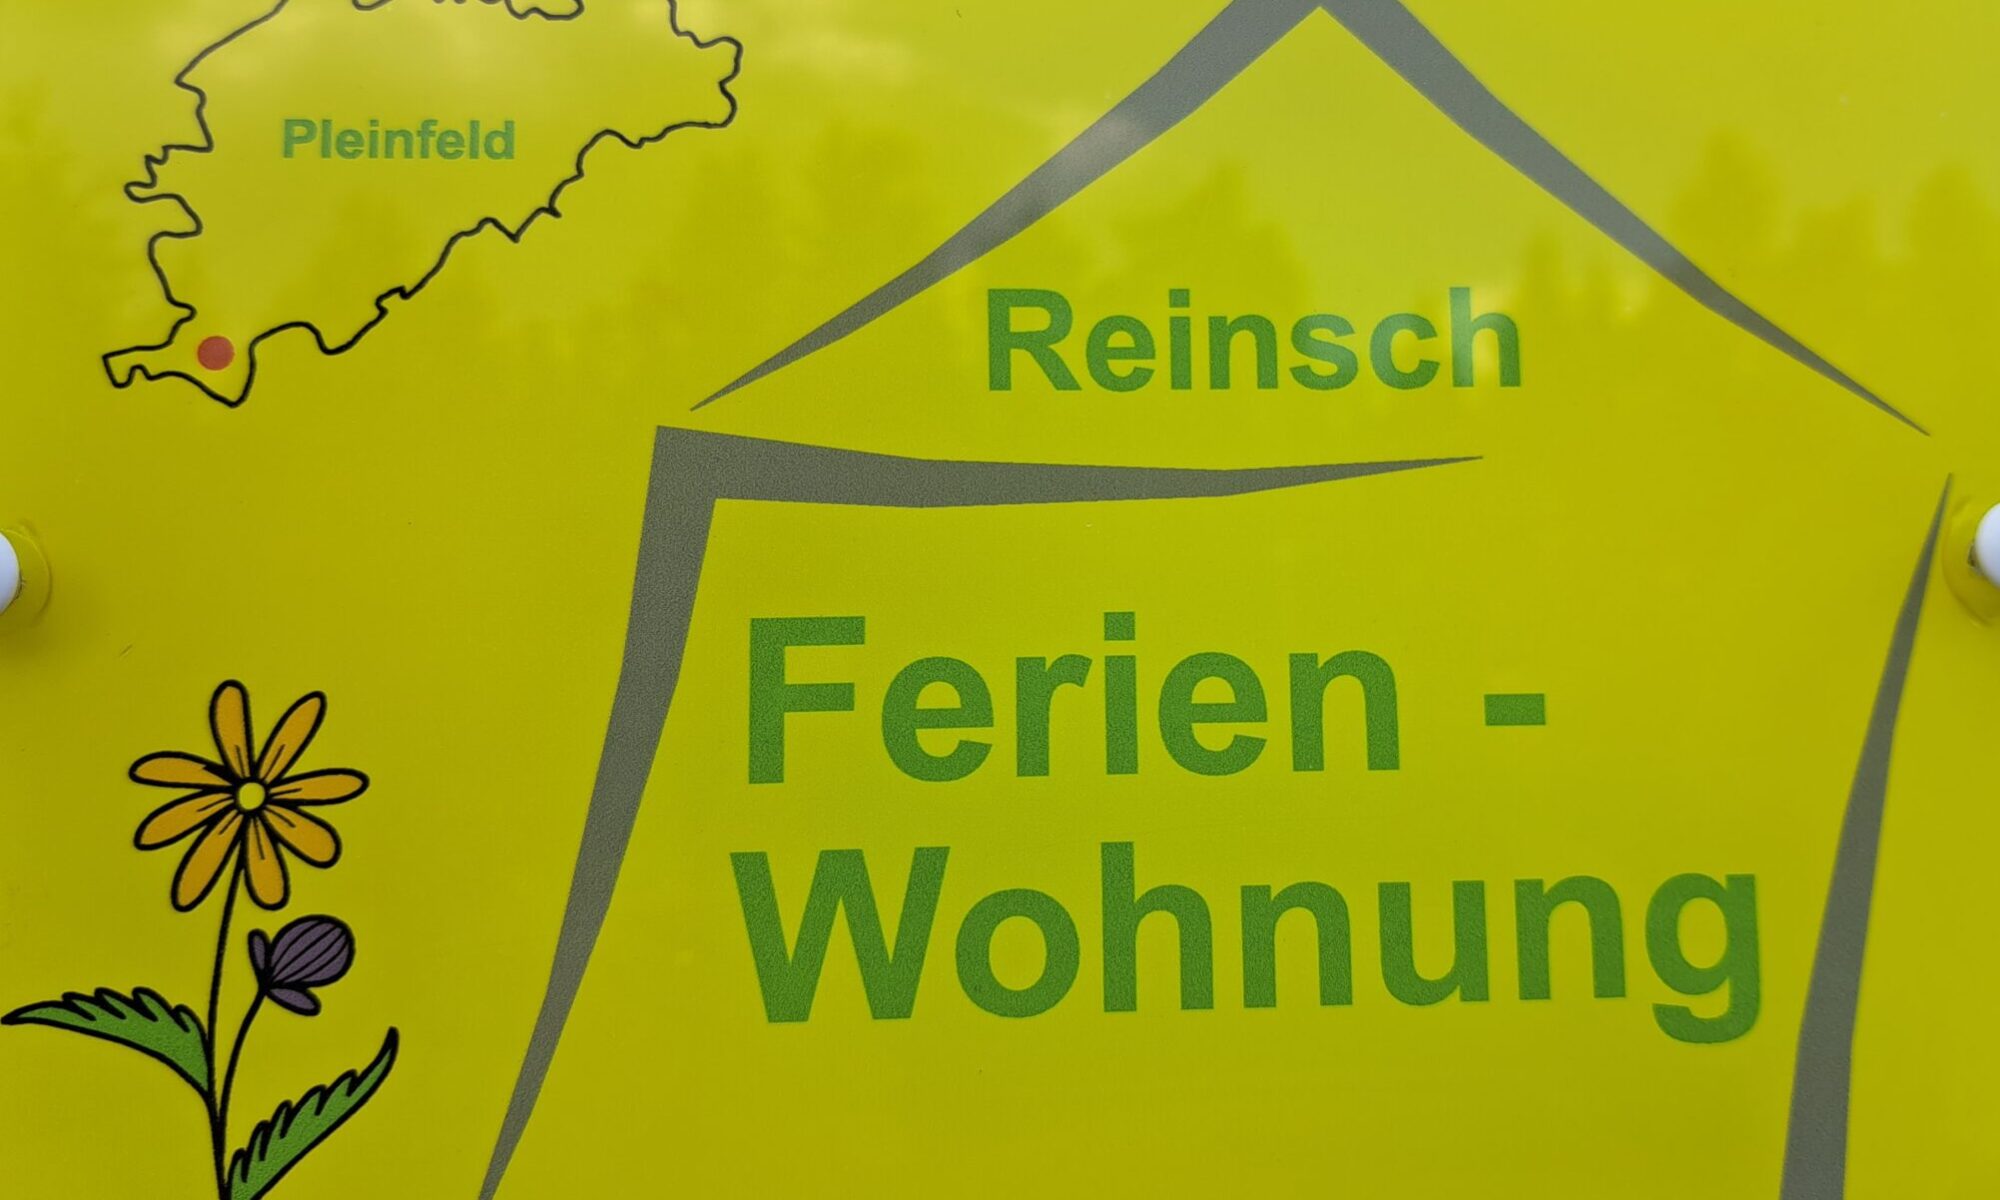 Pleinfeld
Reinsch
Ferien -
Wohnung